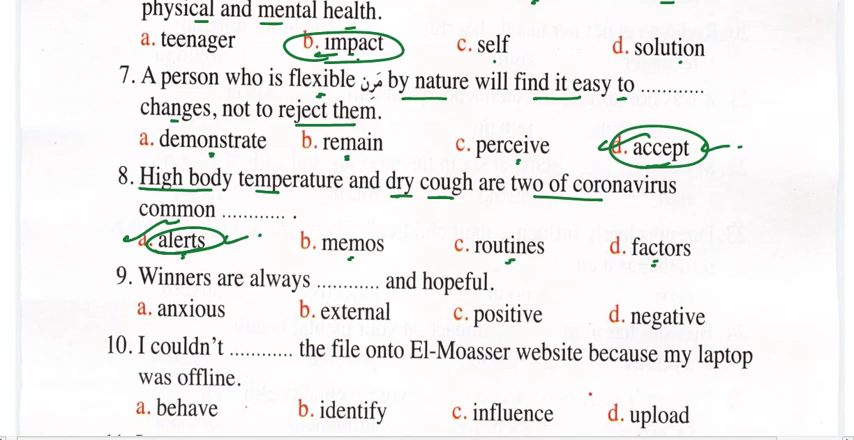 physical and mental health.
a. teenager b. impact c. self d. solution
7. A person who is flexible مَرِن by nature will find it easy to ............
changes, not to reject them.
a. demonstrate b. remain c. perceive d. accept
8. High body temperature and dry cough are two of coronavirus
common ............ .
a. alerts b. memos c. routines d. factors
9. Winners are always ............ and hopeful.
a. anxious b. external c. positive d. negative
10. I couldn't ............ the file onto El-Moasser website because my laptop
was offline.
a. behave b. identify c. influence d. upload